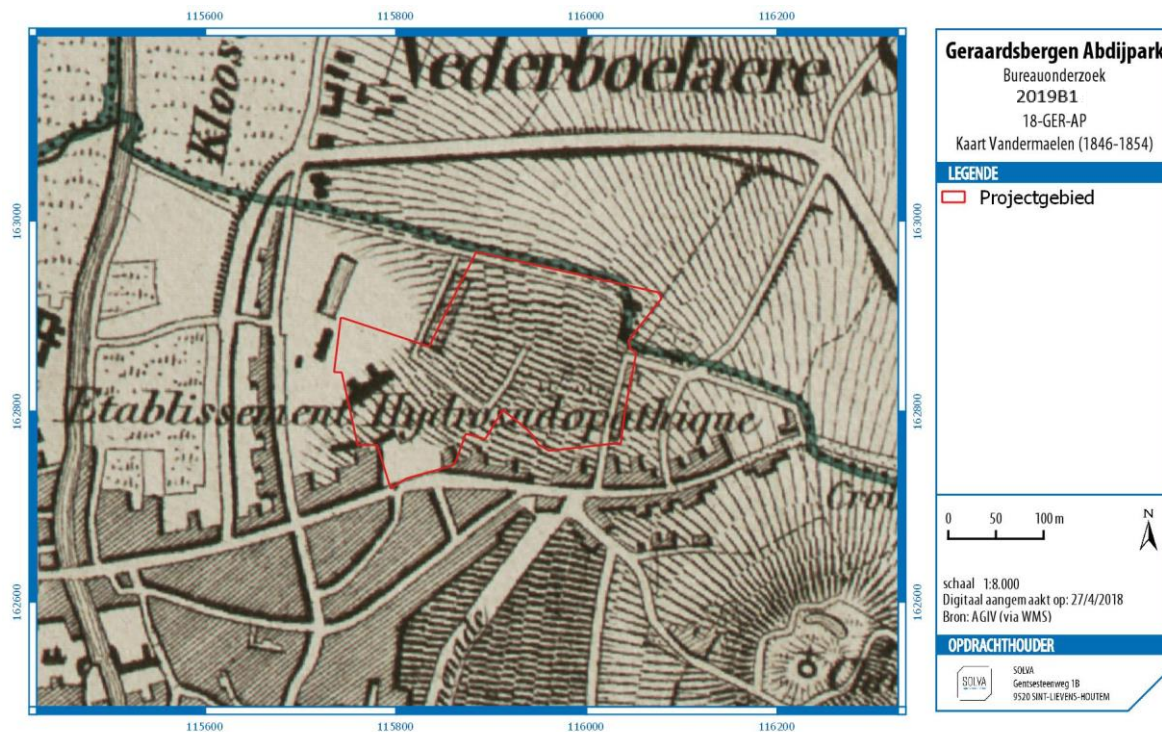 115600 115800 116000 116200
163000
162800
162600
163000
162800
162600
115600 115800 116000 116200
Nederboelaere
Kloos
Etablissement
Geraardsbergen Abdijpark
Bureauonderzoek
2019B1
18-GER-AP
Kaart Vandermaelen (1846-1854)
LEGENDE
Projectgebied
0 50 100 m
N
schaal 1:8.000
Digitaal aangemaakt op: 27/4/2018
Bron: AGIV (via WMS)
OPDRACHTHOUDER
SOLVA
SOLVA
Gentsesteenweg 1B
9520 SINT-LIEVENS-HOUTEM